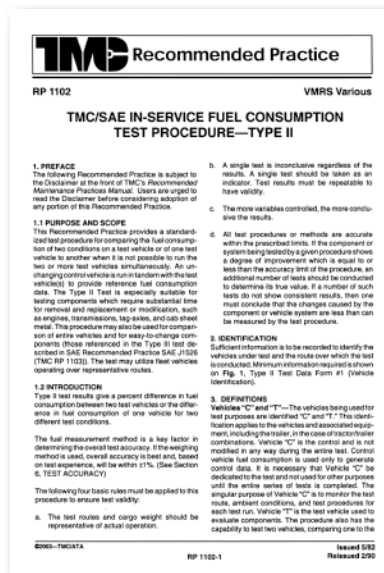 TMC Recommended Practice
RP 1102
VMRS Various
TMC/SAE IN-SERVICE FUEL CONSUMPTION
TEST PROCEDURE—TYPE II
1. PREFACE
The following Recommended Practice is subject to
the Disclaimer at the front of TMC's Recommended
Maintenance Practices Manual. Users are urged to
read the Disclaimer before considering adoption of
any portion of this Recommended Practice.
1.1 PURPOSE AND SCOPE
This Recommended Practice provides a standard-
ized test procedure for comparing the fuel consump-
tion of two conditions on a test vehicle or of one test
vehicle to another when it is not possible to run the
two or more test vehicles simultaneously. An un-
changing control vehicle is run in tandem with the test
vehicle(s) to provide reference fuel consumption
data. The Type II Test is especially suitable for
testing components which require substantial time
for removal and replacement or modification, such
as engines, transmissions, tag-axles, and cab sheet
metal. This procedure may also be used for compari-
son of entire vehicles and for easy-to-change com-
ponents (those referenced in the Type III test de-
scribed in SAE Recommended Practice SAE J1526
(TMC RP 1103)). The test may utilize fleet vehicles
operating over representative routes.
1.2 INTRODUCTION
Type II test results give a percent difference in fuel
consumption between two test vehicles or the differ-
ence in fuel consumption of one vehicle for two
different test conditions.
The fuel measurement method is a key factor in
determining the overall test accuracy. If the weighing
method is used, overall accuracy is best and, based
on test experience, will be within ±1%. (See Section
6, TEST ACCURACY)
The following four basic rules must be applied to this
procedure to ensure test validity:
a. The test routes and cargo weight should be
representative of actual operation.
b. A single test is inconclusive regardless of the
results. A single test should be taken as an
indicator. Test results must be repeatable to
have validity.
c. The more variables controlled, the more conclu-
sive the results.
d. All test procedures or methods are accurate
within the prescribed limits. If the component or
system being tested by a given procedure shows
a degree of improvement which is equal to or
less than the accuracy limit of the procedure, an
additional number of tests should be conducted
to determine its true value. If a number of such
tests do not show consistent results, then one
must conclude that the changes caused by the
component or vehicle system are less than can
be measured by the test procedure.
2. IDENTIFICATION
Sufficient information is to be recorded to identify the
vehicles under test and the route over which the test
is conducted. Minimum information required is shown
on Fig. 1, Type II Test Data Form #1 (Vehicle
Identification).
3. DEFINITIONS
Vehicles "C" and "T"—The vehicles being used for
test purposes are identified "C" and "T." This identi-
fication applies to the vehicles and associated equip-
ment, including the trailer, in the case of tractor/trailer
combinations. Vehicle "C" is the control and is not
modified in any way during the entire test. Control
vehicle fuel consumption is used only to generate
control data. It is necessary that Vehicle "C" be
dedicated to the test and not used for other purposes
until the entire series of tests is completed. The
singular purpose of Vehicle "C" is to monitor the test
route, ambient conditions, and test procedures for
each test run. Vehicle "T" is the test vehicle used to
evaluate components. The procedure also has the
capability to test two vehicles, comparing one to the
©2003—TMC/ATA
RP 1102-1
Issued 5/82
Reissued 2/90